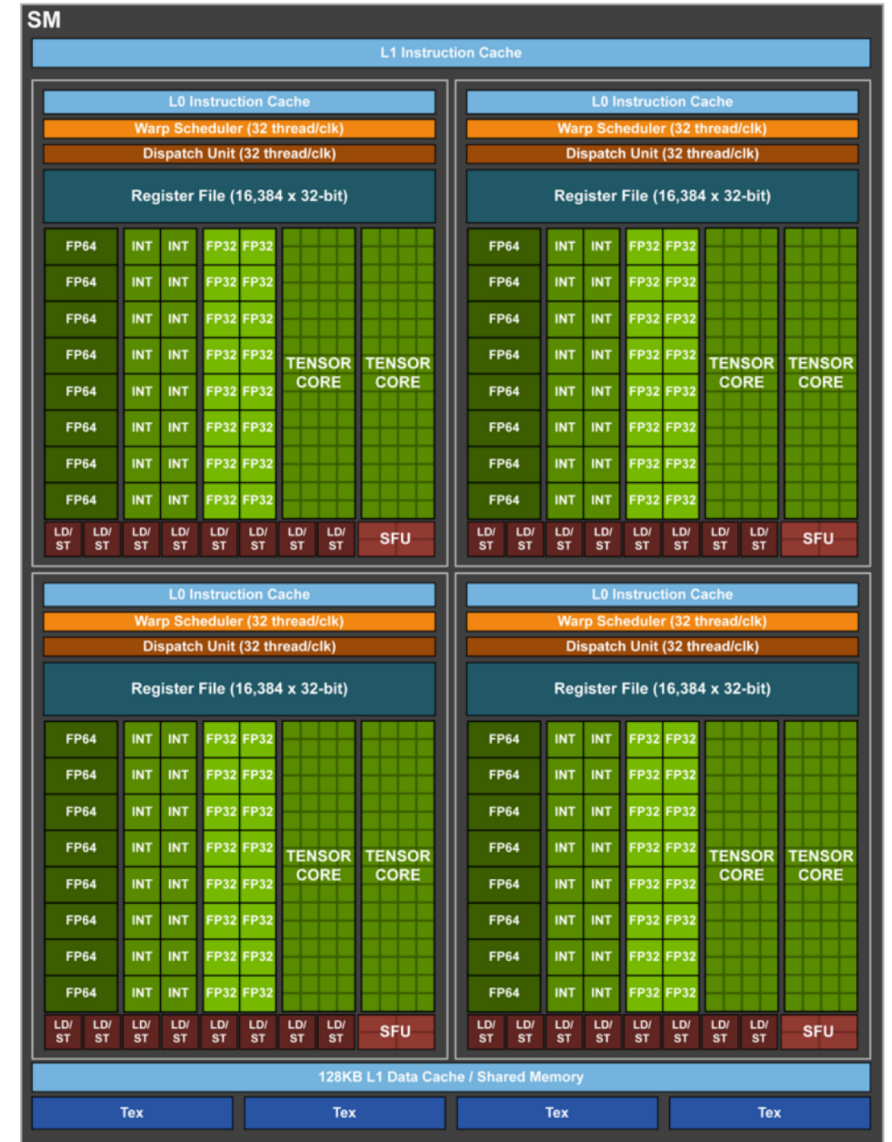 SM
L1 Instruction Cache
L0 Instruction Cache
Warp Scheduler (32 thread/clk)
Dispatch Unit (32 thread/clk)
Register File (16,384 x 32-bit)
FP64 INT INT FP32 FP32
FP64 INT INT FP32 FP32
FP64 INT INT FP32 FP32
FP64 INT INT FP32 FP32
FP64 INT INT FP32 FP32
FP64 INT INT FP32 FP32
FP64 INT INT FP32 FP32
FP64 INT INT FP32 FP32
TENSOR CORE
TENSOR CORE
LD/ST LD/ST LD/ST LD/ST LD/ST LD/ST LD/ST LD/ST SFU
L0 Instruction Cache
Warp Scheduler (32 thread/clk)
Dispatch Unit (32 thread/clk)
Register File (16,384 x 32-bit)
FP64 INT INT FP32 FP32
FP64 INT INT FP32 FP32
FP64 INT INT FP32 FP32
FP64 INT INT FP32 FP32
FP64 INT INT FP32 FP32
FP64 INT INT FP32 FP32
FP64 INT INT FP32 FP32
FP64 INT INT FP32 FP32
TENSOR CORE
TENSOR CORE
LD/ST LD/ST LD/ST LD/ST LD/ST LD/ST LD/ST LD/ST SFU
L0 Instruction Cache
Warp Scheduler (32 thread/clk)
Dispatch Unit (32 thread/clk)
Register File (16,384 x 32-bit)
FP64 INT INT FP32 FP32
FP64 INT INT FP32 FP32
FP64 INT INT FP32 FP32
FP64 INT INT FP32 FP32
FP64 INT INT FP32 FP32
FP64 INT INT FP32 FP32
FP64 INT INT FP32 FP32
FP64 INT INT FP32 FP32
TENSOR CORE
TENSOR CORE
LD/ST LD/ST LD/ST LD/ST LD/ST LD/ST LD/ST LD/ST SFU
L0 Instruction Cache
Warp Scheduler (32 thread/clk)
Dispatch Unit (32 thread/clk)
Register File (16,384 x 32-bit)
FP64 INT INT FP32 FP32
FP64 INT INT FP32 FP32
FP64 INT INT FP32 FP32
FP64 INT INT FP32 FP32
FP64 INT INT FP32 FP32
FP64 INT INT FP32 FP32
FP64 INT INT FP32 FP32
FP64 INT INT FP32 FP32
TENSOR CORE
TENSOR CORE
LD/ST LD/ST LD/ST LD/ST LD/ST LD/ST LD/ST LD/ST SFU
128KB L1 Data Cache / Shared Memory
Tex Tex Tex Tex